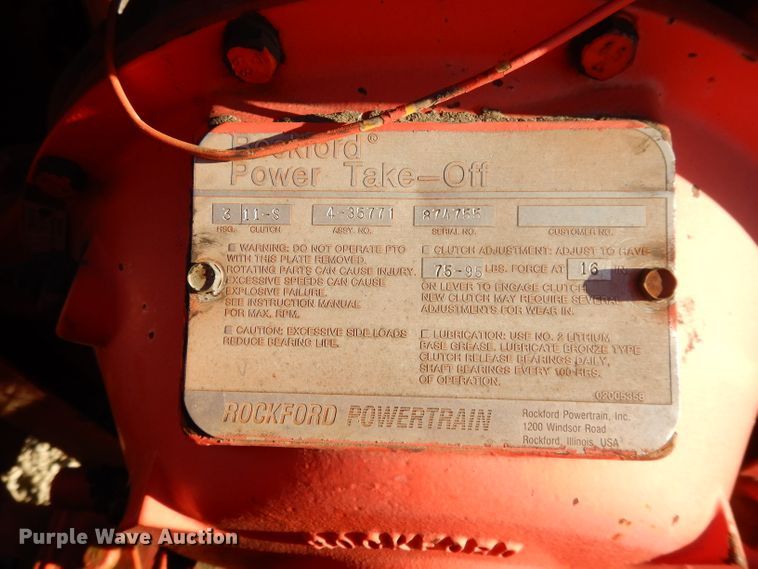 Rockford®
Power Take-Off
3 11-S 4-35771 874755
HSG. CLUTCH ASSY. NO. SERIAL NO. CUSTOMER NO.
WARNING: DO NOT OPERATE PTO
WITH THIS PLATE REMOVED.
ROTATING PARTS CAN CAUSE INJURY.
EXCESSIVE SPEEDS CAN CAUSE
EXPLOSIVE FAILURE.
SEE INSTRUCTION MANUAL
FOR MAX. RPM.
CAUTION: EXCESSIVE SIDE LOADS
REDUCE BEARING LIFE.
CLUTCH ADJUSTMENT: ADJUST TO HAVE
75-95 LBS. FORCE AT 16 IN.
ON LEVER TO ENGAGE CLUTCH
NEW CLUTCH MAY REQUIRE SEVERAL
ADJUSTMENTS FOR WEAR IN.
LUBRICATION: USE NO. 2 LITHIUM
BASE GREASE. LUBRICATE BRONZE TYPE
CLUTCH RELEASE BEARINGS DAILY,
SHAFT BEARINGS EVERY 100 HRS.
OF OPERATION.
02005358
ROCKFORD POWERTRAIN
Rockford Powertrain, Inc.
1200 Windsor Road
Rockford, Illinois, USA
Purple Wave Auction